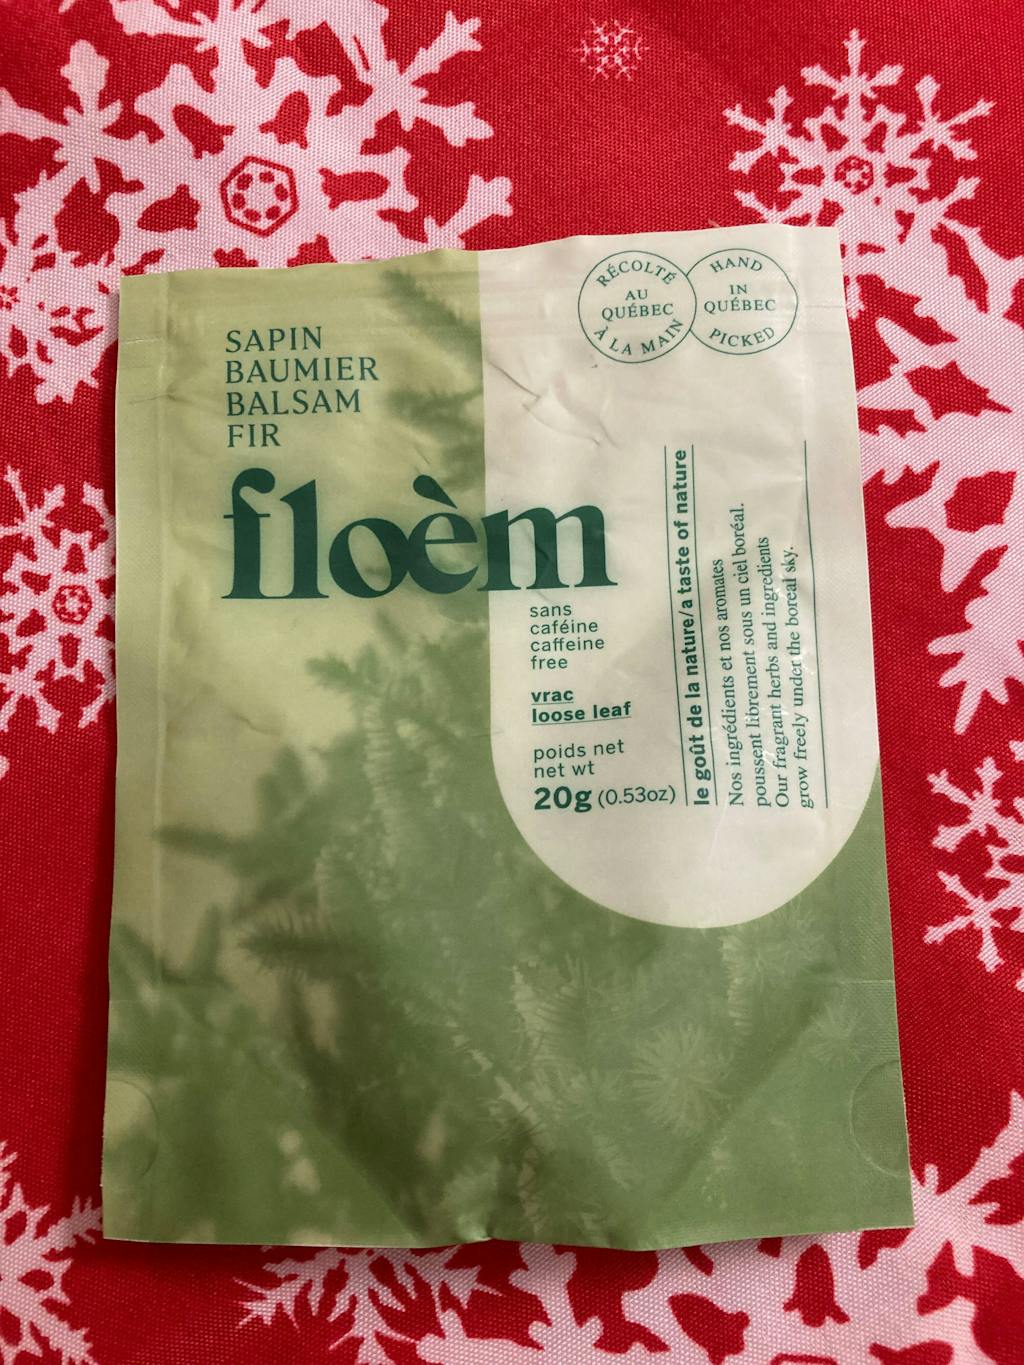 RÉCOLTÉ
AU
QUÉBEC
À LA MAIN
HAND
IN
QUÉBEC
PICKED
SAPIN
BAUMIER
BALSAM
FIR
floèm
sans
caféine
caffeine
free
vrac
loose leaf
poids net
net wt
20g (0.53oz)
le goût de la nature/a taste of nature
Nos ingrédients et nos aromates
poussent librement sous un ciel boréal.
Our fragrant herbs and ingredients
grow freely under the boreal sky.